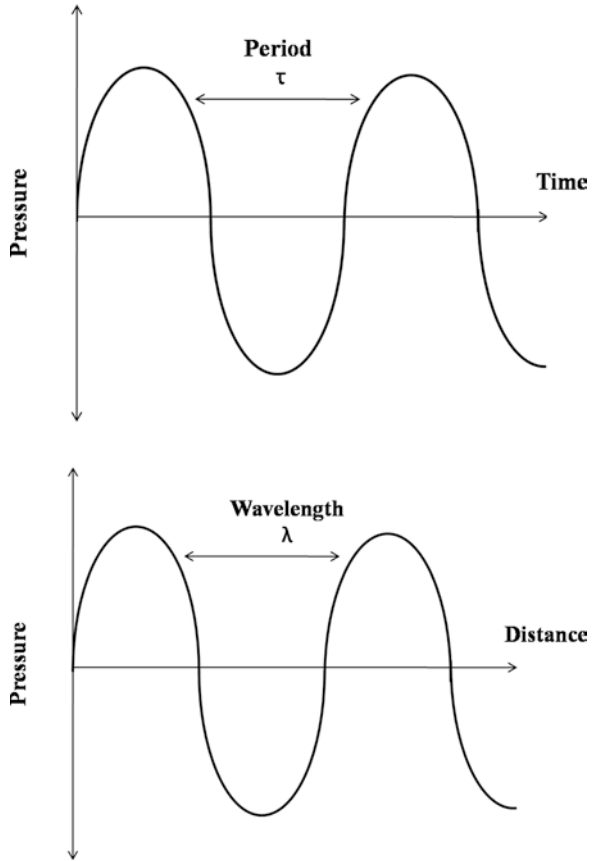 Period
τ
Time
Pressure
Wavelength
λ
Distance
Pressure